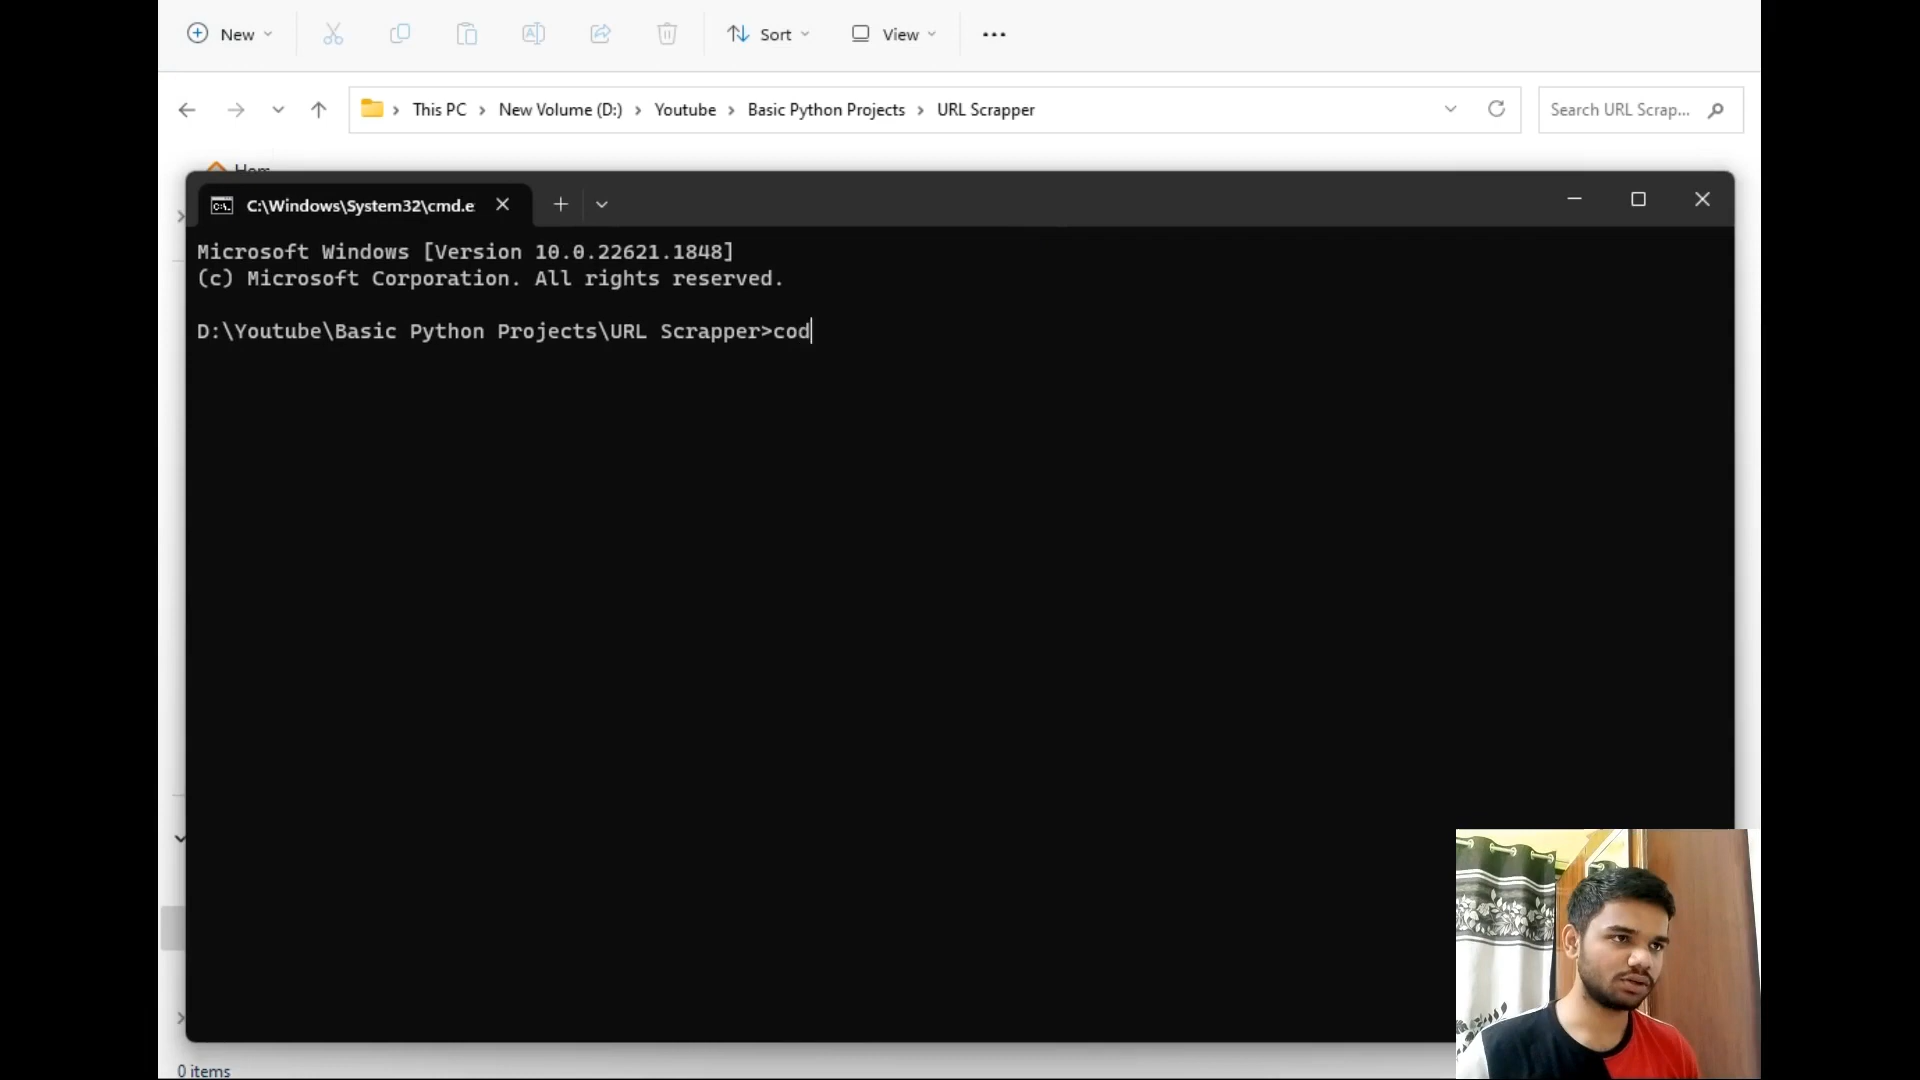 New
Sort
View
This PC
New Volume (D:)
Youtube
Basic Python Projects
URL Scrapper
Search URL Scrap...
C:\Windows\System32\cmd.e
Microsoft Windows [Version 10.0.22621.1848]
(c) Microsoft Corporation. All rights reserved.
D:\Youtube\Basic Python Projects\URL Scrapper>cod
0 items